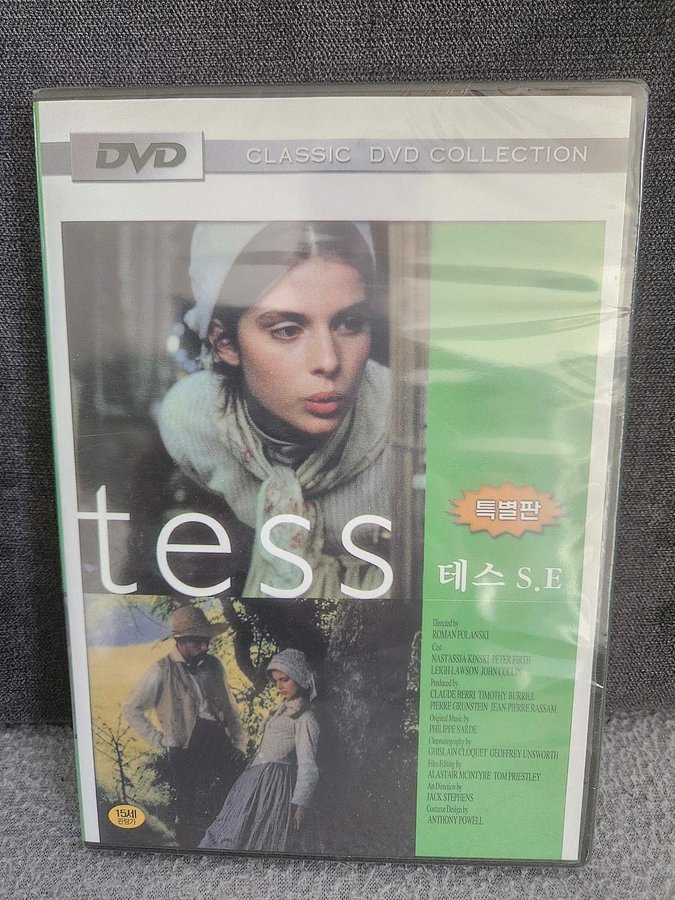 DVD
CLASSIC DVD COLLECTION
tess
특별판
테스 S.E
Directed by
ROMAN POLANSKI
Cast
NASTASSIA KINSKI PETER FIRTH
LEIGH LAWSON JOHN COLLIN
Produced by
CLAUDE BERRI TIMOTHY BURRILL
PIERRE GRUNSTEIN JEAN-PIERRE RASSAM
Original Music by
PHILIPPE SARDE
Cinematography by
GHISLAIN CLOQUET GEOFFREY UNSWORTH
Film Editing by
ALASTAIR MCINTYRE TOM PRIESTLEY
Art Direction by
JACK STEPHENS
Costume Design by
ANTHONY POWELL
15세
관람가